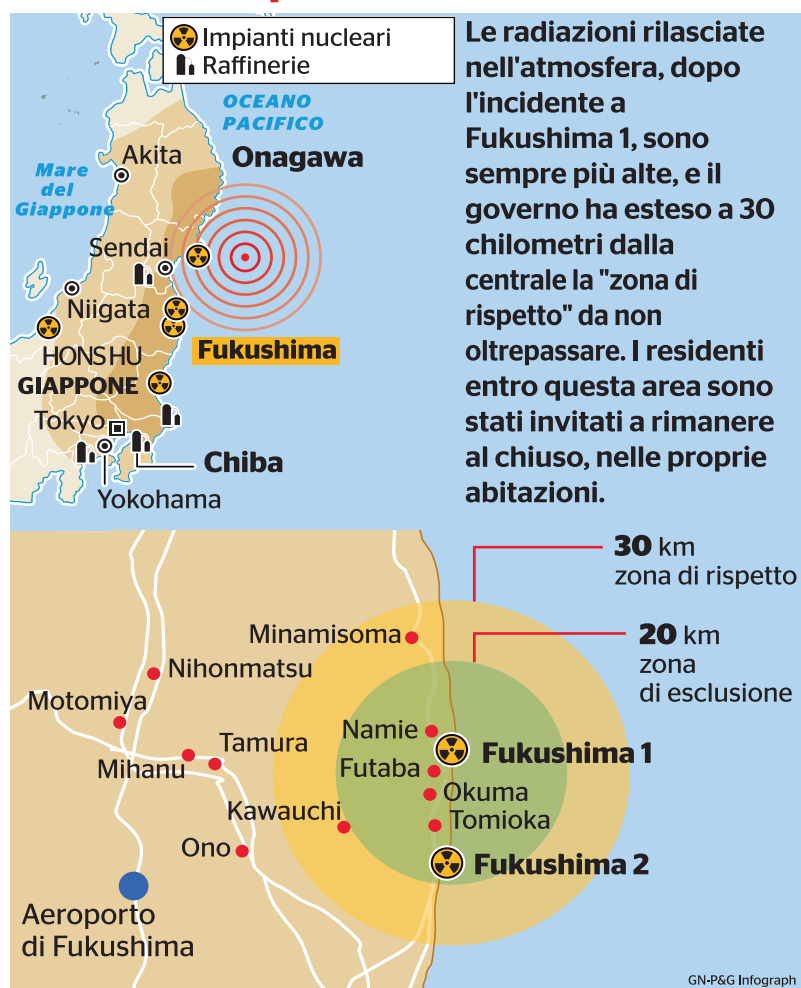 Impianti nucleari
Raffinerie
Le radiazioni rilasciate
nell'atmosfera, dopo
l'incidente a
Fukushima 1, sono
sempre più alte, e il
governo ha esteso a 30
chilometri dalla
centrale la "zona di
rispetto" da non
oltrepassare. I residenti
entro questa area sono
stati invitati a rimanere
al chiuso, nelle proprie
abitazioni.
OCEANO
PACIFICO
Akita
Onagawa
Mare
del
Giappone
Sendai
Niigata
Fukushima
HONSHU
GIAPPONE
Tokyo
Chiba
Yokohama
30 km
zona di rispetto
20 km
zona
di esclusione
Minamisoma
Nihonmatsu
Motomiya
Namie
Tamura
Fukushima 1
Mihanu
Futaba
Okuma
Kawauchi
Tomioka
Ono
Fukushima 2
Aeroporto
di Fukushima
GN-P&G Infograph